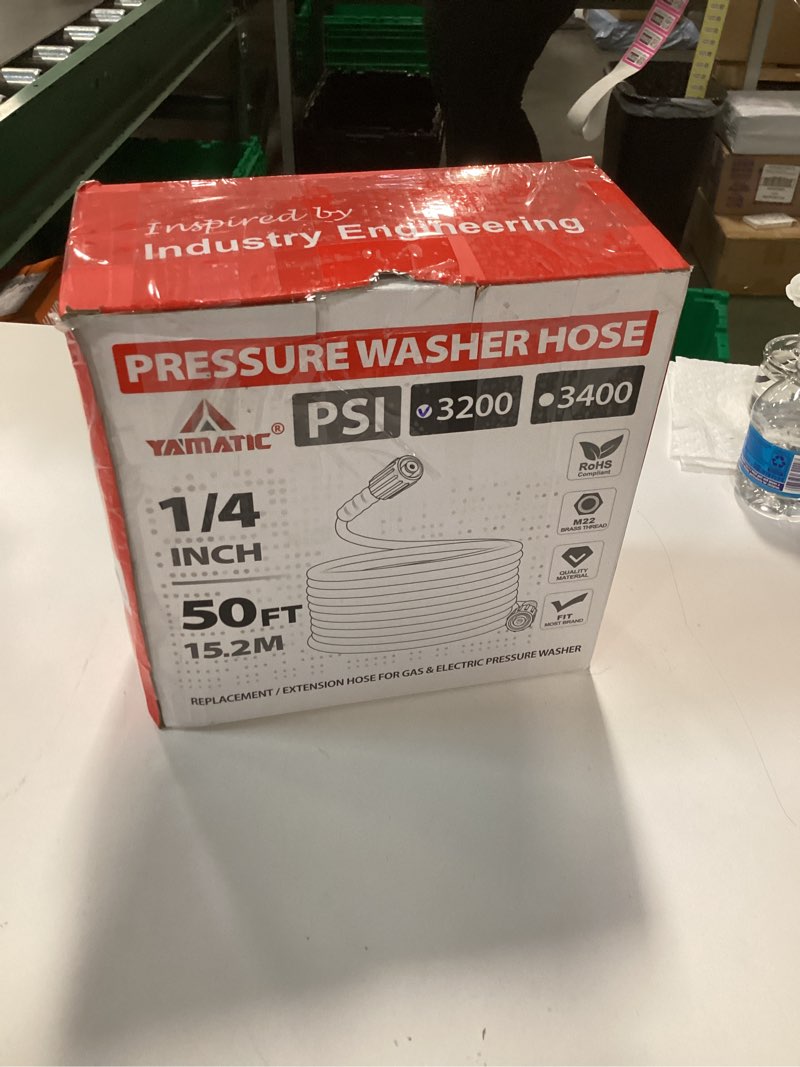 Inspired by
Industry Engineering
PRESSURE WASHER HOSE
YAMATIC®
PSI
3200
3400
1/4
INCH
50FT
15.2M
RoHS
Compliant
M22
BRASS THREAD
QUALITY
MATERIAL
FIT
MOST BRAND
REPLACEMENT / EXTENSION HOSE FOR GAS & ELECTRIC PRESSURE WASHER